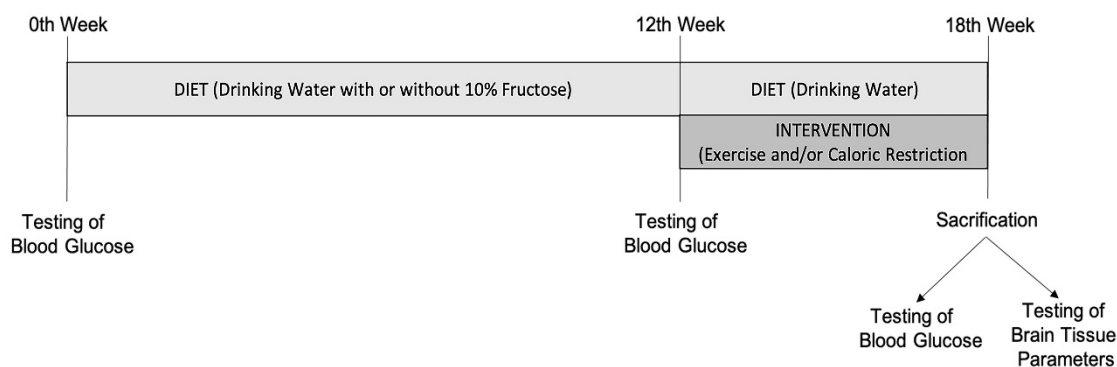 0th Week
12th Week
18th Week
DIET (Drinking Water with or without 10% Fructose)
DIET (Drinking Water)
INTERVENTION
(Exercise and/or Caloric Restriction
Testing of
Blood Glucose
Testing of
Blood Glucose
Sacrification
Testing of
Blood Glucose
Testing of
Brain Tissue
Parameters